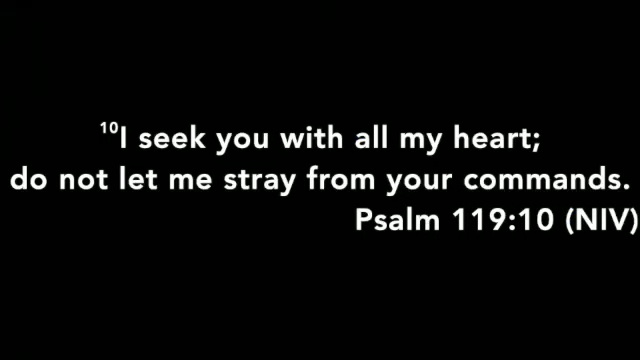 ¹⁰I seek you with all my heart;
do not let me stray from your commands.
Psalm 119:10 (NIV)